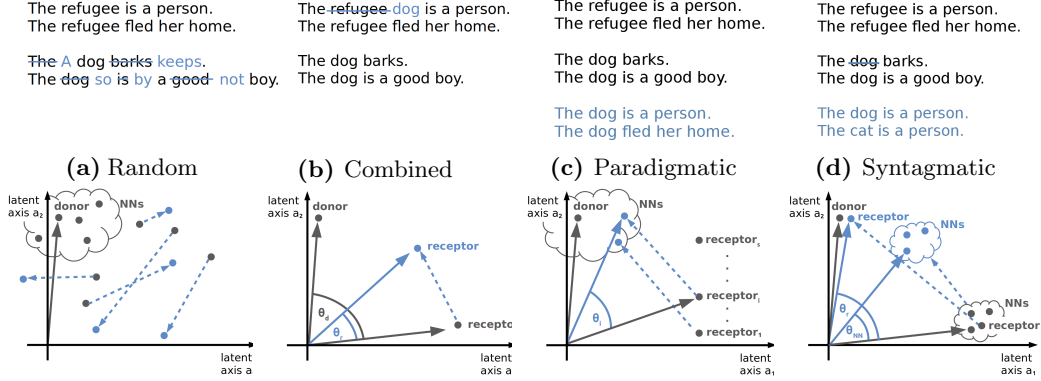 The refugee is a person.
The refugee fled her home.
The A dog barks keeps.
The dog so is by a good not boy.
(a) Random
The refugee dog is a person.
The refugee fled her home.
The dog barks.
The dog is a good boy.
(b) Combined
The refugee is a person.
The refugee fled her home.
The dog barks.
The dog is a good boy.
The dog is a person.
The dog fled her home.
(c) Paradigmatic
The refugee is a person.
The refugee fled her home.
The dog barks.
The dog is a good boy.
The dog is a person.
The cat is a person.
(d) Syntagmatic
latent
axis a₂
donor
NNs
latent
axis a
latent
axis a₂
donor
receptor
θd
θr
recepto
latent
axis a
latent
axis a₂
donor
NNs
receptorₛ
receptorᵢ
receptor₁
θᵢ
latent
axis a₁
latent
axis a₂
donor
receptor
NNs
θr
θNN
NNs
receptor
latent
axis a₁